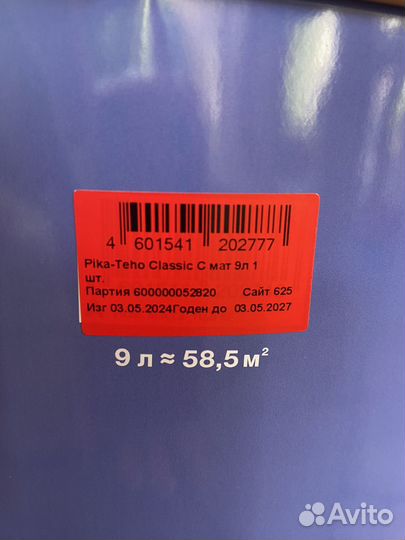 4 601541 202777
Pika-Teho Classic C мат 9л 1
шт.
Партия 600000052820 Сайт 625
Изг 03.05.2024Годен до 03.05.2027
9 л ≈ 58,5 м²
Avito